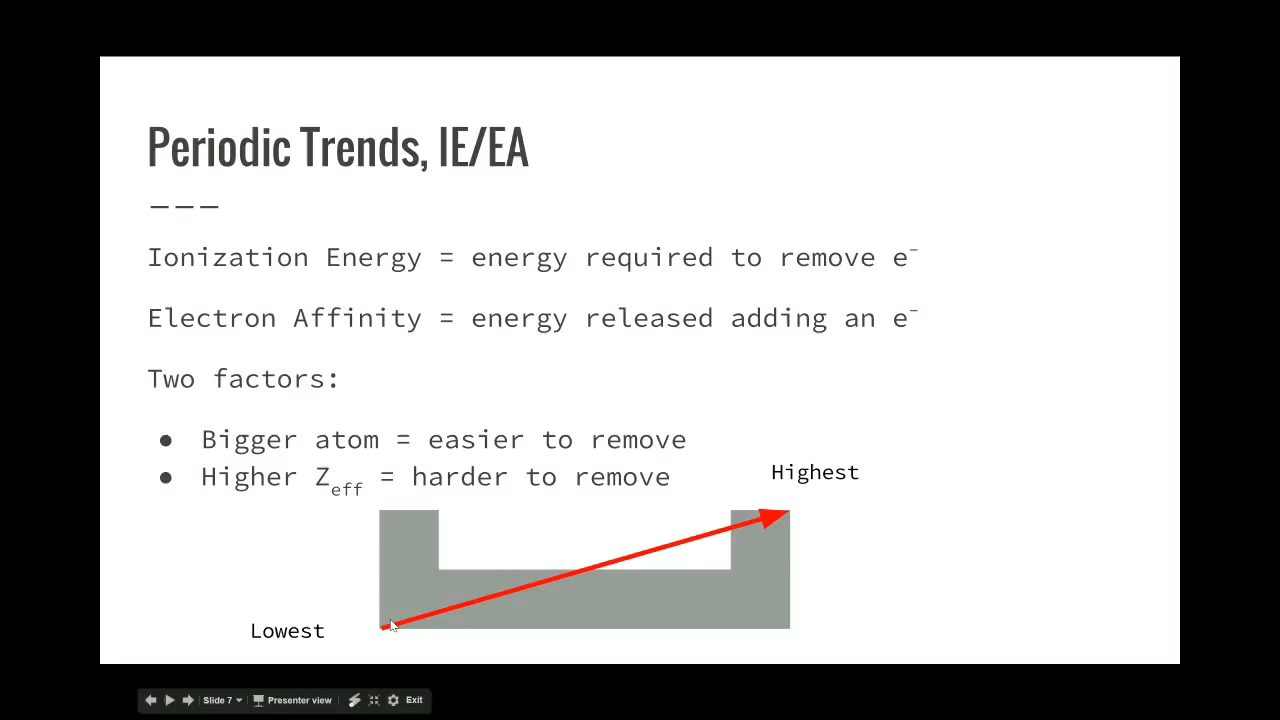 Periodic Trends, IE/EA
———
Ionization Energy = energy required to remove e⁻
Electron Affinity = energy released adding an e⁻
Two factors:
● Bigger atom = easier to remove
● Higher Zeff = harder to remove
Highest
Lowest
Slide 7
Presenter view
Exit